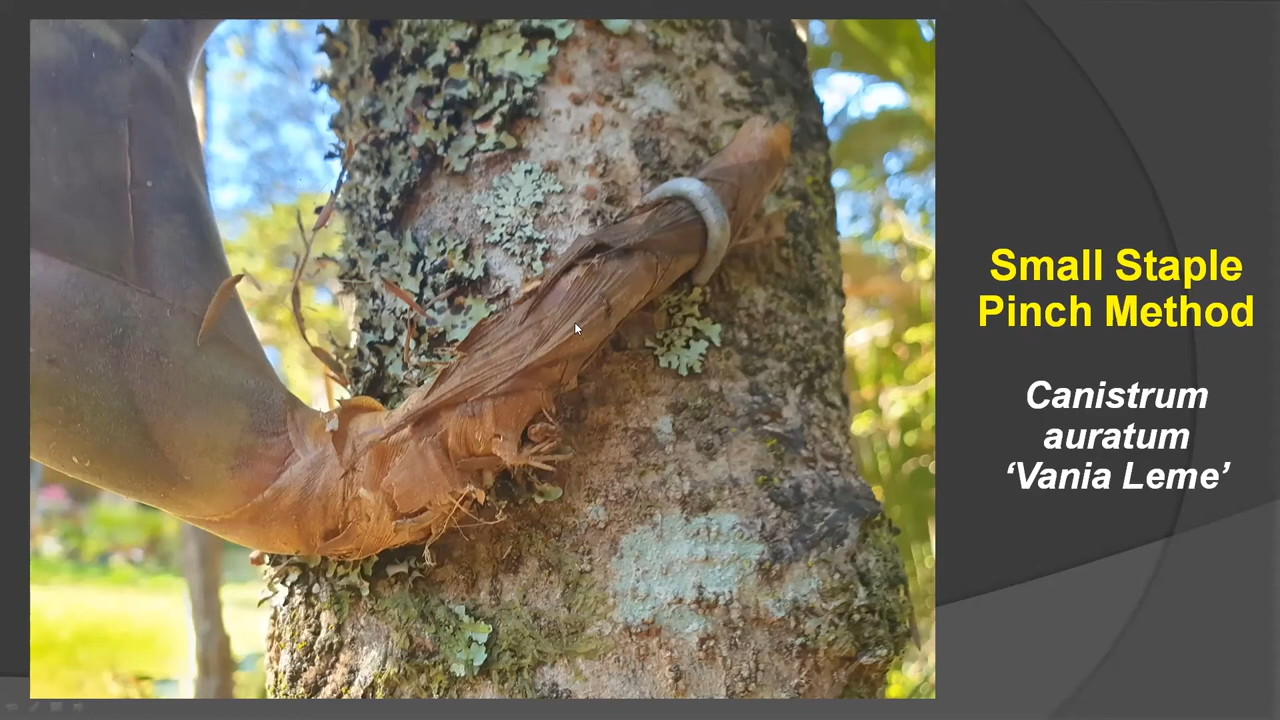 Small Staple
Pinch Method
Canistrum
auratum
‘Vania Leme’